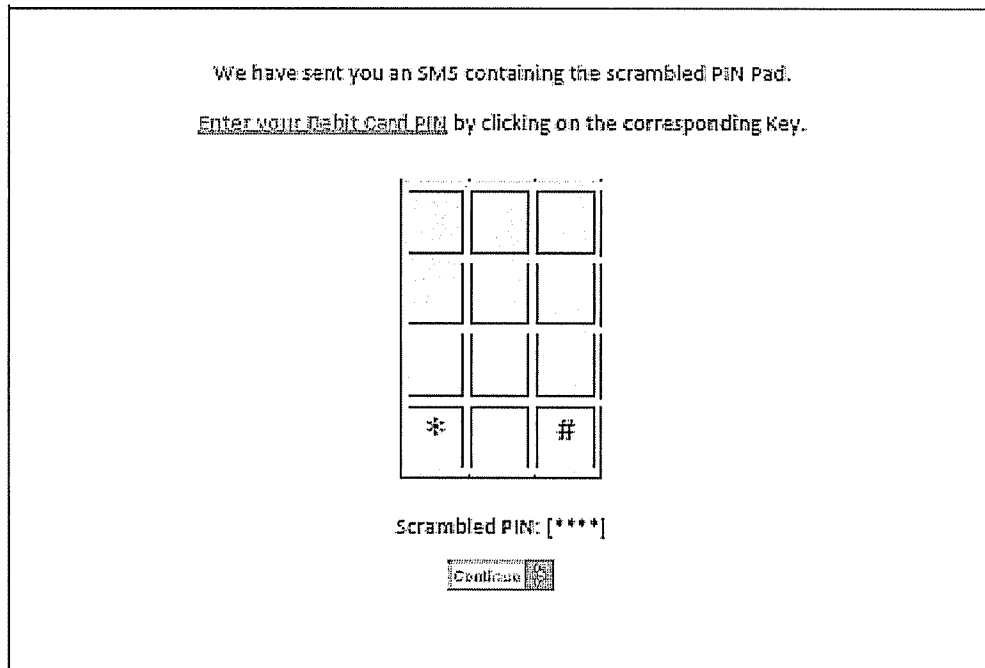 We have sent you an SMS containing the scrambled PIN Pad.
Enter your Debit Card PIN by clicking on the corresponding Key.
* #
Scrambled PIN: [****]
Continue